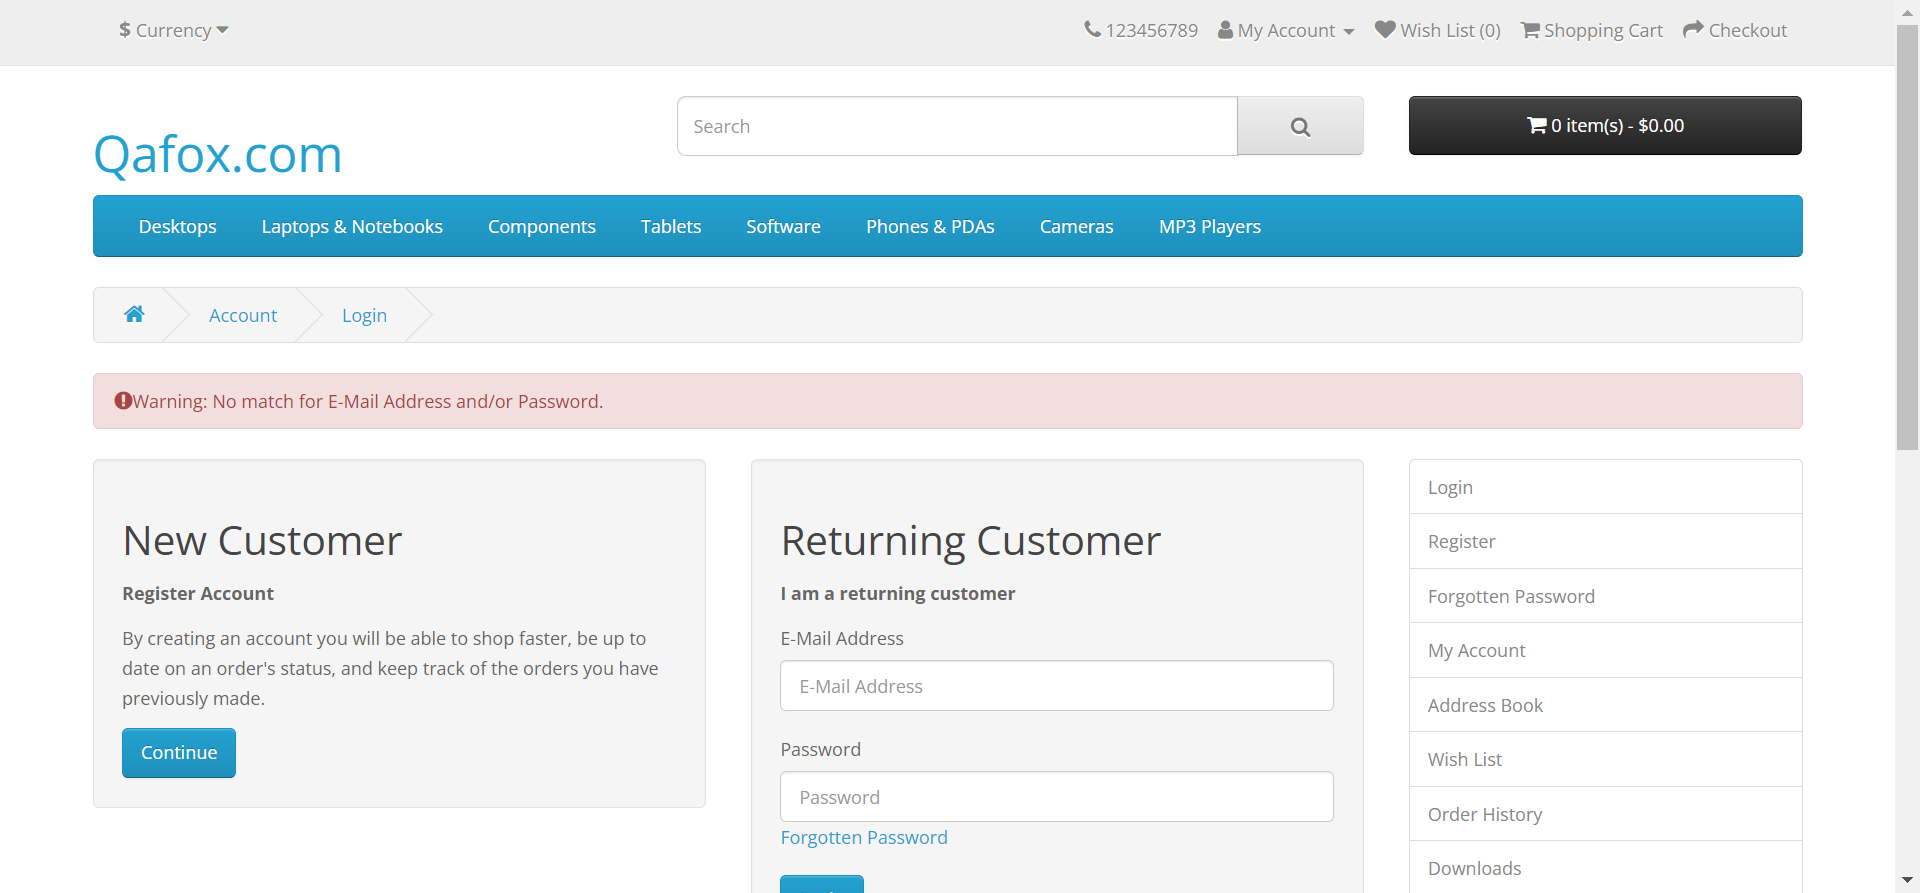 $ Currency
123456789 My Account Wish List (0) Shopping Cart Checkout
Qafox.com
Search
0 item(s) - $0.00
Desktops Laptops & Notebooks Components Tablets Software Phones & PDAs Cameras MP3 Players
Account Login
Warning: No match for E-Mail Address and/or Password.
New Customer
Register Account
By creating an account you will be able to shop faster, be up to
date on an order's status, and keep track of the orders you have
previously made.
Continue
Returning Customer
I am a returning customer
E-Mail Address
E-Mail Address
Password
Password
Forgotten Password
Login
Register
Forgotten Password
My Account
Address Book
Wish List
Order History
Downloads